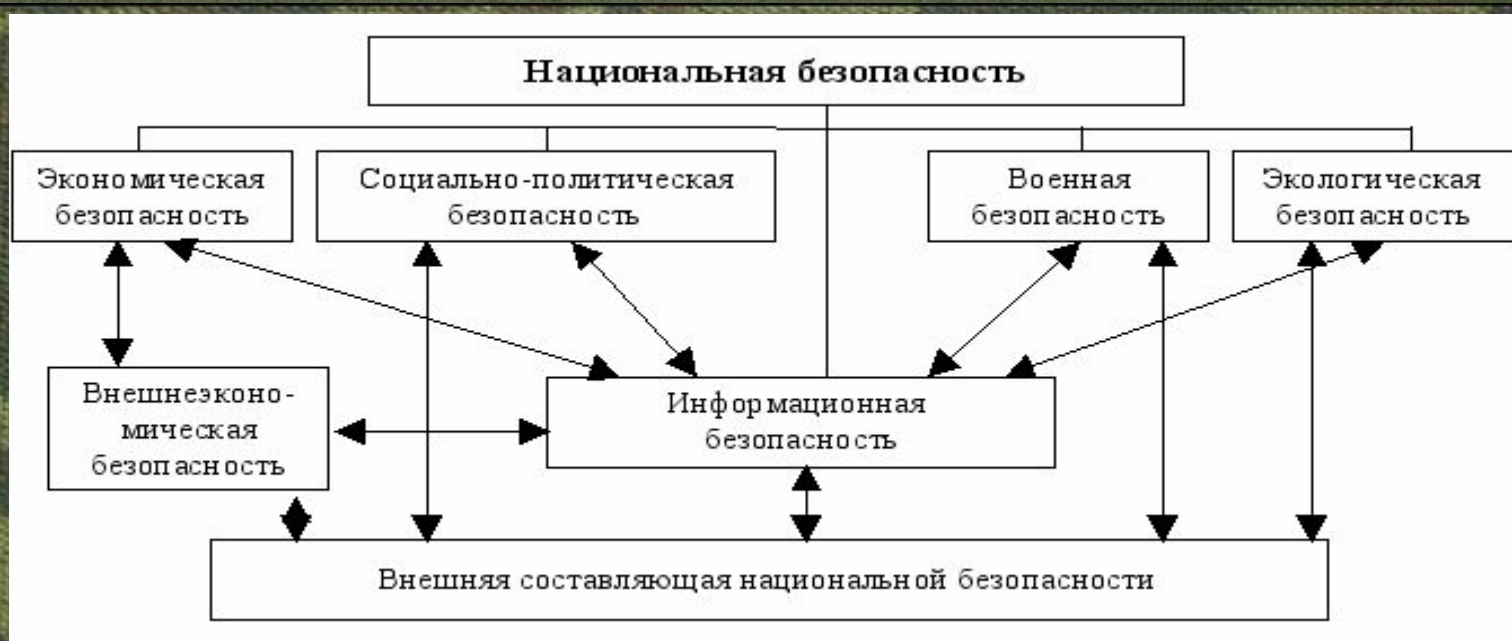 Национальная безопасность
Экономическая
безопасность
Социально-политическая
безопасность
Военная
безопасность
Экологическая
безопасность
Внешнеэконо-
мическая
безопасность
Информационная
безопасность
Внешняя составляющая национальной безопасности